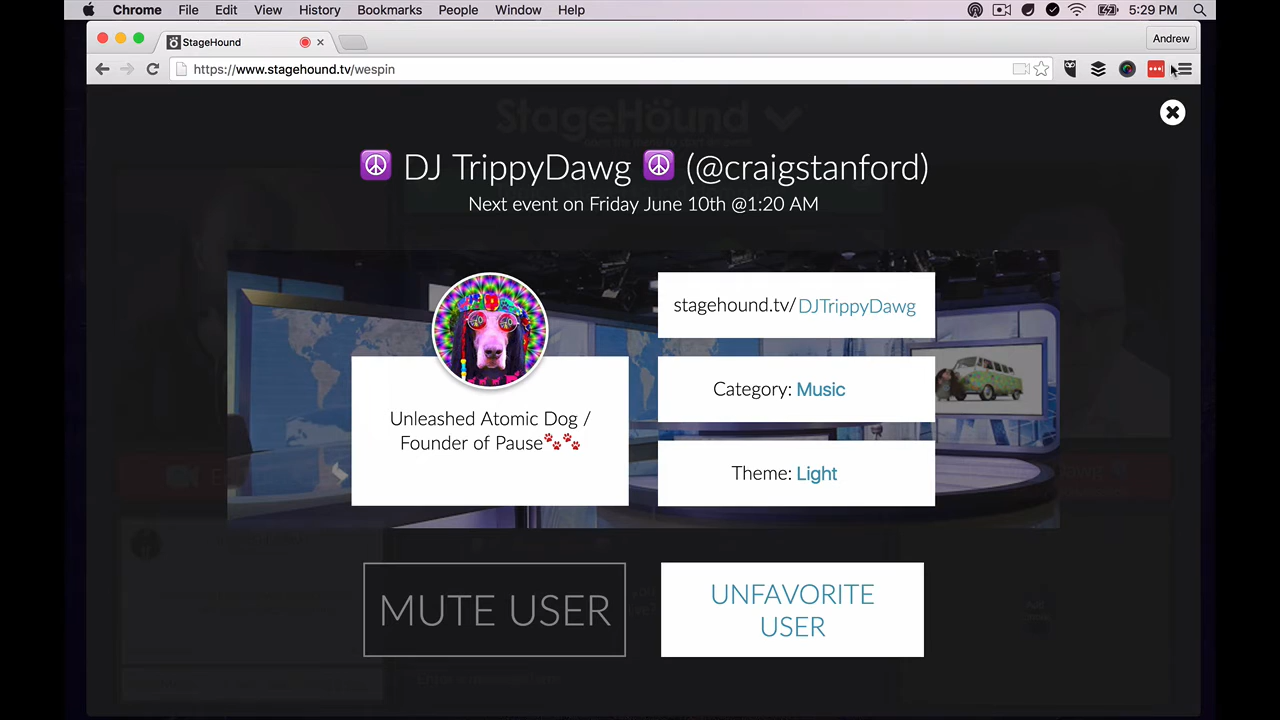 Chrome File Edit View History Bookmarks People Window Help 5:29 PM
StageHound Andrew
https://www.stagehound.tv/wespin
StageHöund
DJ TrippyDawg (@craigstanford)
Next event on Friday June 10th @1:20 AM
stagehound.tv/DJTrippyDawg
Category: Music
Unleashed Atomic Dog /
Founder of Pause
Theme: Light
MUTE USER
UNFAVORITE
USER